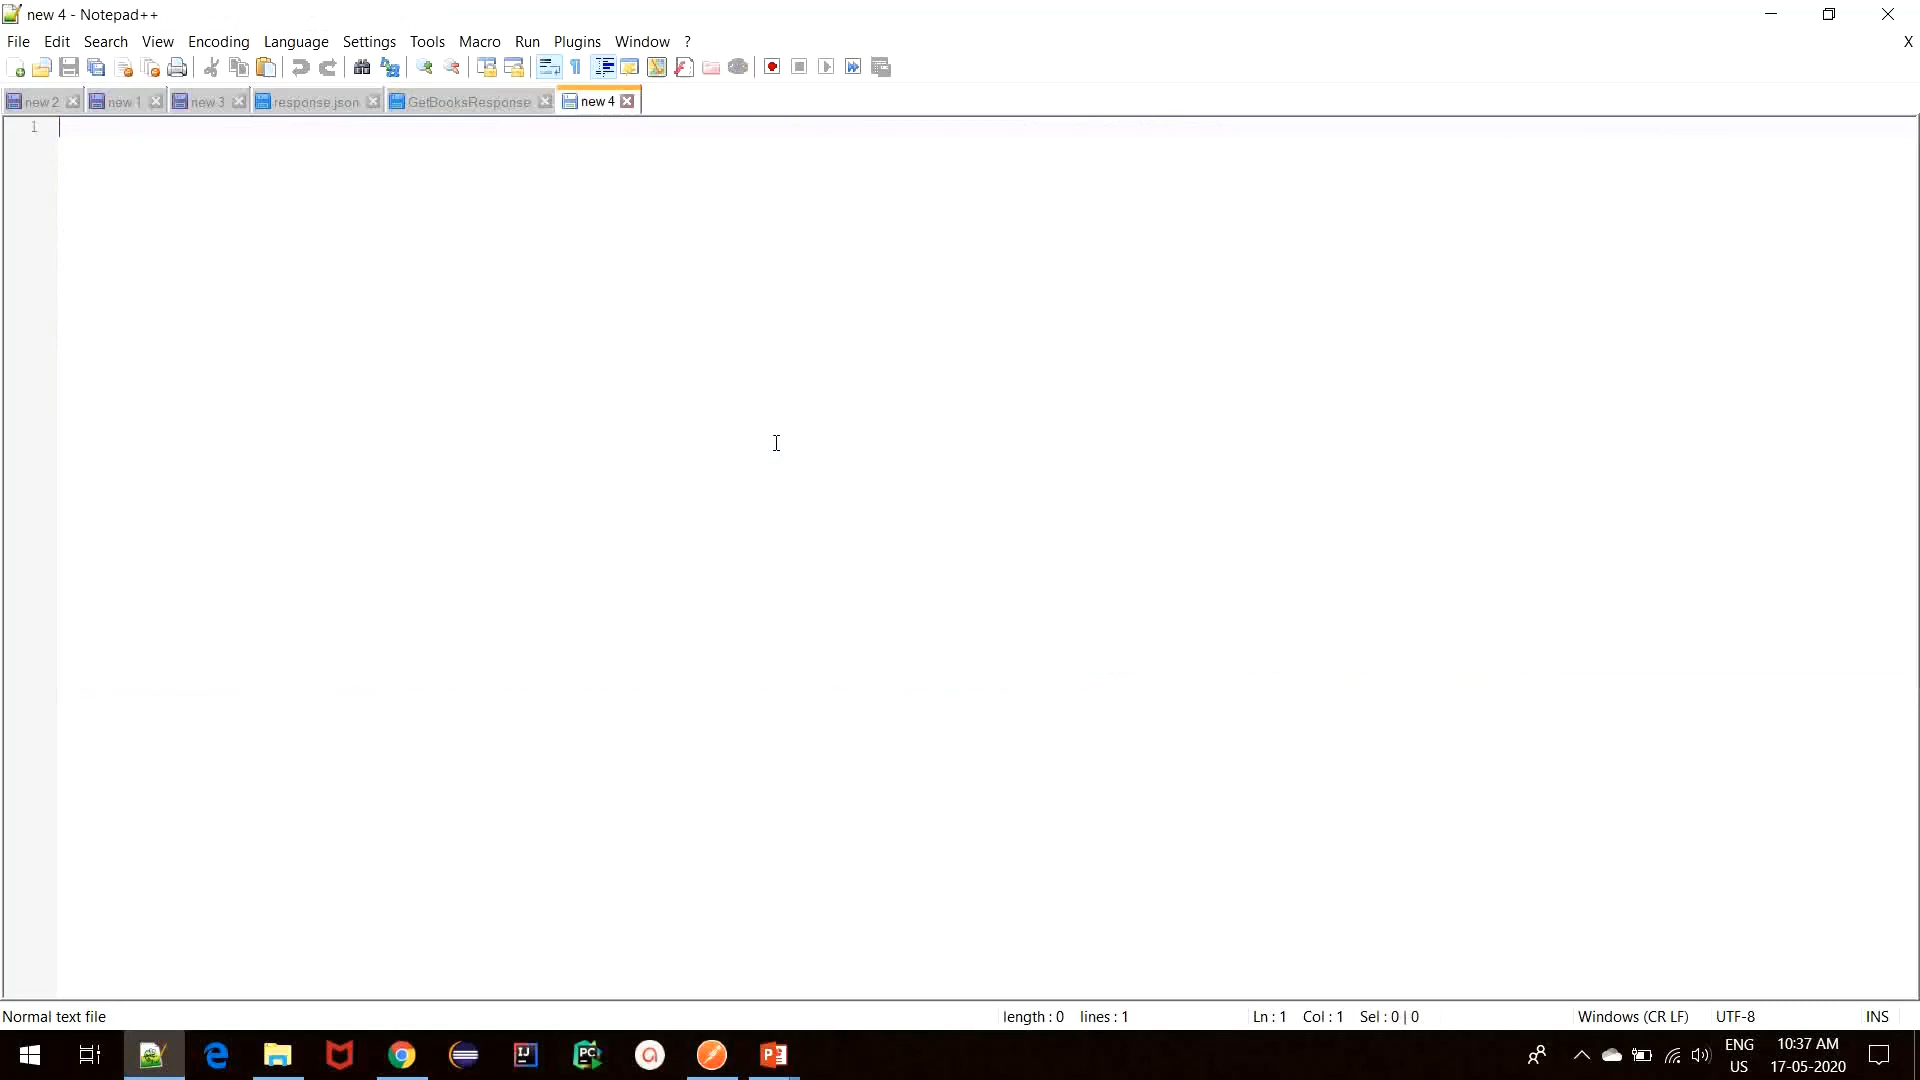 new 4 - Notepad++
File Edit Search View Encoding Language Settings Tools Macro Run Plugins Window ? X
new 2 new 1 new 3 response.json GetBooksResponse new 4
1
Normal text file length : 0 lines : 1 Ln : 1 Col : 1 Sel : 0 | 0 Windows (CR LF) UTF-8 INS
ENG 10:37 AM
US 17-05-2020